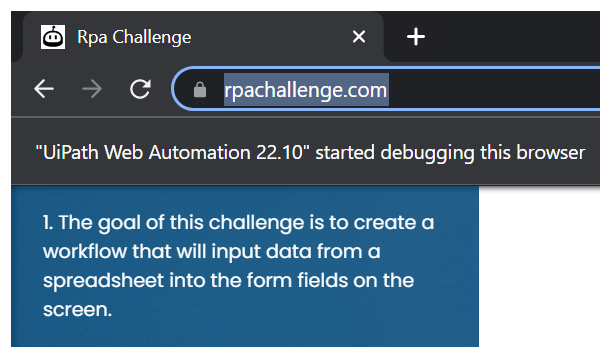 Rpa Challenge
rpachallenge.com
"UiPath Web Automation 22.10" started debugging this browser
1. The goal of this challenge is to create a
workflow that will input data from a
spreadsheet into the form fields on the
screen.